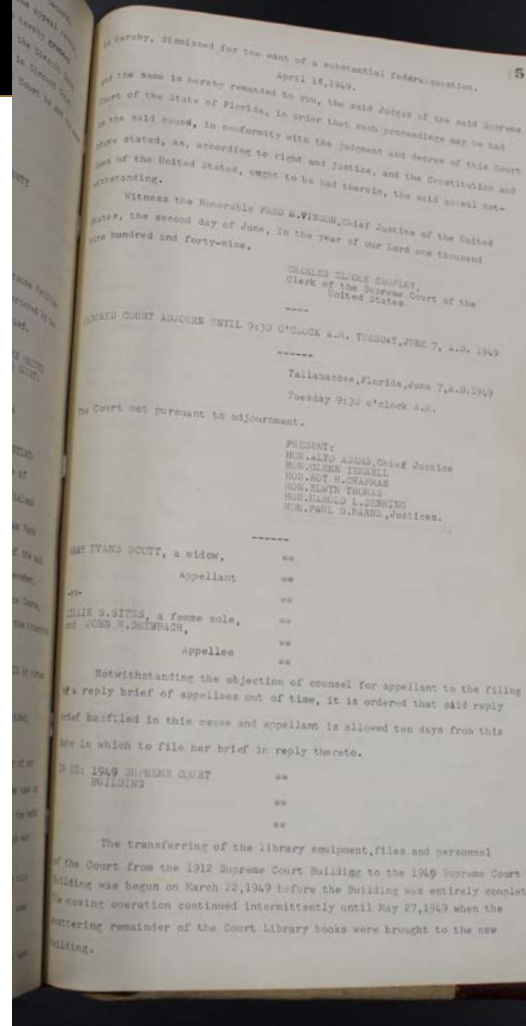 5
is hereby, dismissed for the want of a substantial federalquestion.
April 18,1949.
and the same is hereby remanded to you, the said Judges of the said Supreme
Court of the State of Florida, in order that such proceedings may be had
in the said cause, in conformity with the judgment and decree of this Court
above stated, as, according to right and justice, and the Constitution and
laws of the United States, ought to be had therein, the said appeal not-
withstanding.
Witness the Honorable FRED M.VINSON,Chief Justice of the United
States, the second day of June, in the year of our Lord one thousand
nine hundred and forty-nine.
CHARLES ELMORE CROPLEY,
Clerk of the Supreme Court of the
United States
----
ORDERED COURT ADJOURN UNTIL 9:30 O'CLOCK A.M. TUESDAY,JUNE 7, A.D. 1949
------
Tallahassee,Florida,June 7,A.D.1949
Tuesday 9:30 o'clock A.M.
The Court met pursuant to adjournment.
PRESENT:
HON.ALTO ADAMS,Chief Justice
HON.GLENN TERRELL
HON.ROY H.CHAPMAN
HON.ELWYN THOMAS
HON.HAROLD L.SEBRING
HON.PAUL D.BARNS,Justices.
------
EVANS SCOTT, a widow, **
Appellant **
-vs- **
S.SITES, a femme sole, **
and JOHN H. **
Appellee **
**
Notwithstanding the objection of counsel for appellant to the filing
of a reply brief of appellees out of time, it is ordered that said reply
brief be filed in this cause and appellant is allowed ten days from this
date in which to file her brief in reply thereto.
IN RE: 1949 SUPREME COURT **
BUILDING
**
**
The transferring of the library equipment,files and personnel
of the Court from the 1912 Supreme Court Building to the 1949 Supreme Court
Building was begun on March 22,1949 before the Building was entirely complet
The moving operation continued intermittently until May 27,1949 when the
scattering remainder of the Court Library books were brought to the new
building.